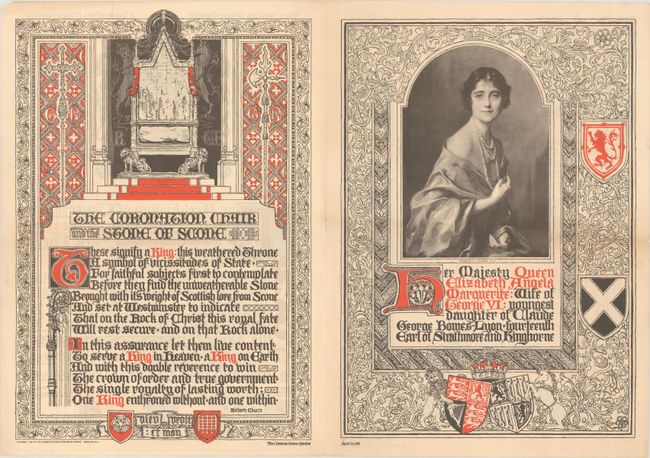 THE CORONATION CHAIR
and the STONE OF SCONE
These signify a King: this weathered Throne
A symbol of vicissitudes of State
For faithful subjects first to contemplate
Before they find the unweatherable Stone
Brought with its weight of Scottish lore from Scone
And set at Westminster to indicate
That on the Rock of Christ this royal fate
Will rest secure and on that Rock alone
In this assurance let them live content
To serve a King in Heaven a King on Earth
And with this double reverence to win
The crown of order and true government
The single royalty of lasting worth:
One King enthroned without and one within
dieu
et mon
Her Majesty Queen
Elizabeth, Angela
Marguerite: Wife of
George VI: youngest
daughter of Claude
George Bowes-Lyon fourteenth
Earl of Strathmore and Kinghorne